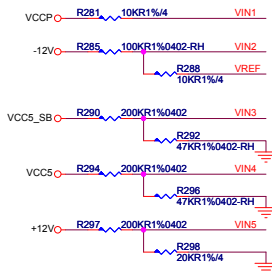 VCCP R281 10KR1%/4 VIN1
-12V R285 100KR1%0402-RH VIN2
R288 VREF
10KR1%/4
VCC5_SB R290 200KR1%0402 VIN3
R292
47KR1%0402-RH
VCC5 R294 200KR1%0402 VIN4
R296
47KR1%0402-RH
+12V R297 200KR1%0402 VIN5
R298
20KR1%/4